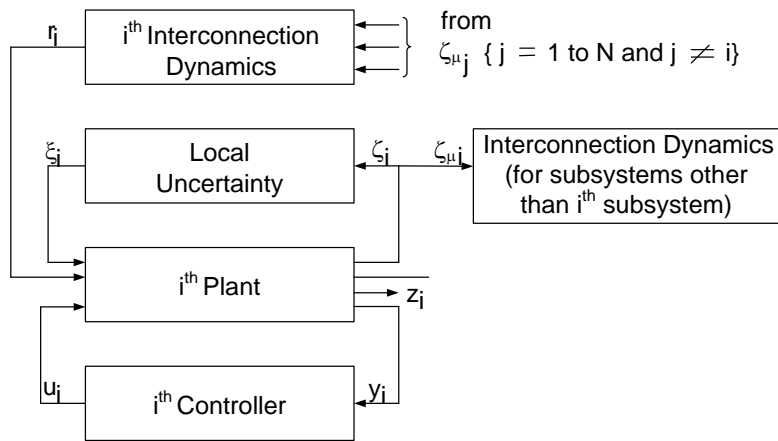 r_i
i^th Interconnection
Dynamics
from
ζ_μj { j = 1 to N and j ≠ i}
ξ_i
Local
Uncertainty
ζ_i
ζ_μi
Interconnection Dynamics
(for subsystems other
than i^th subsystem)
i^th Plant
z_i
u_i
i^th Controller
y_i